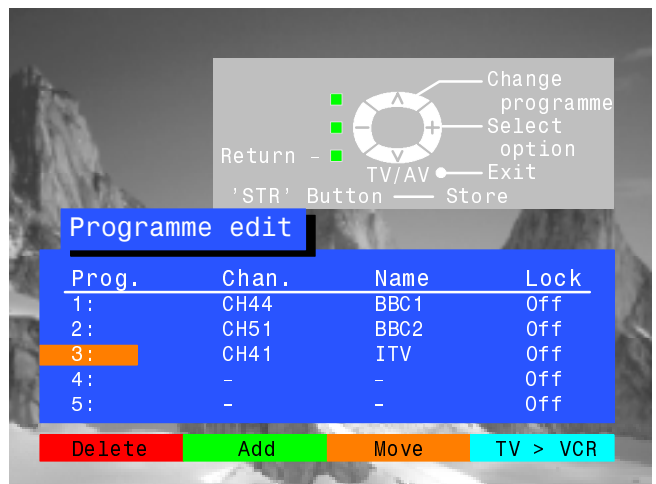 Change
programme
Select
option
Return –
Exit
TV/AV
'STR' Button — Store
Programme edit
Prog. Chan. Name Lock
1: CH44 BBC1 Off
2: CH51 BBC2 Off
3: CH41 ITV Off
4: – – Off
5: – – Off
Delete Add Move TV > VCR